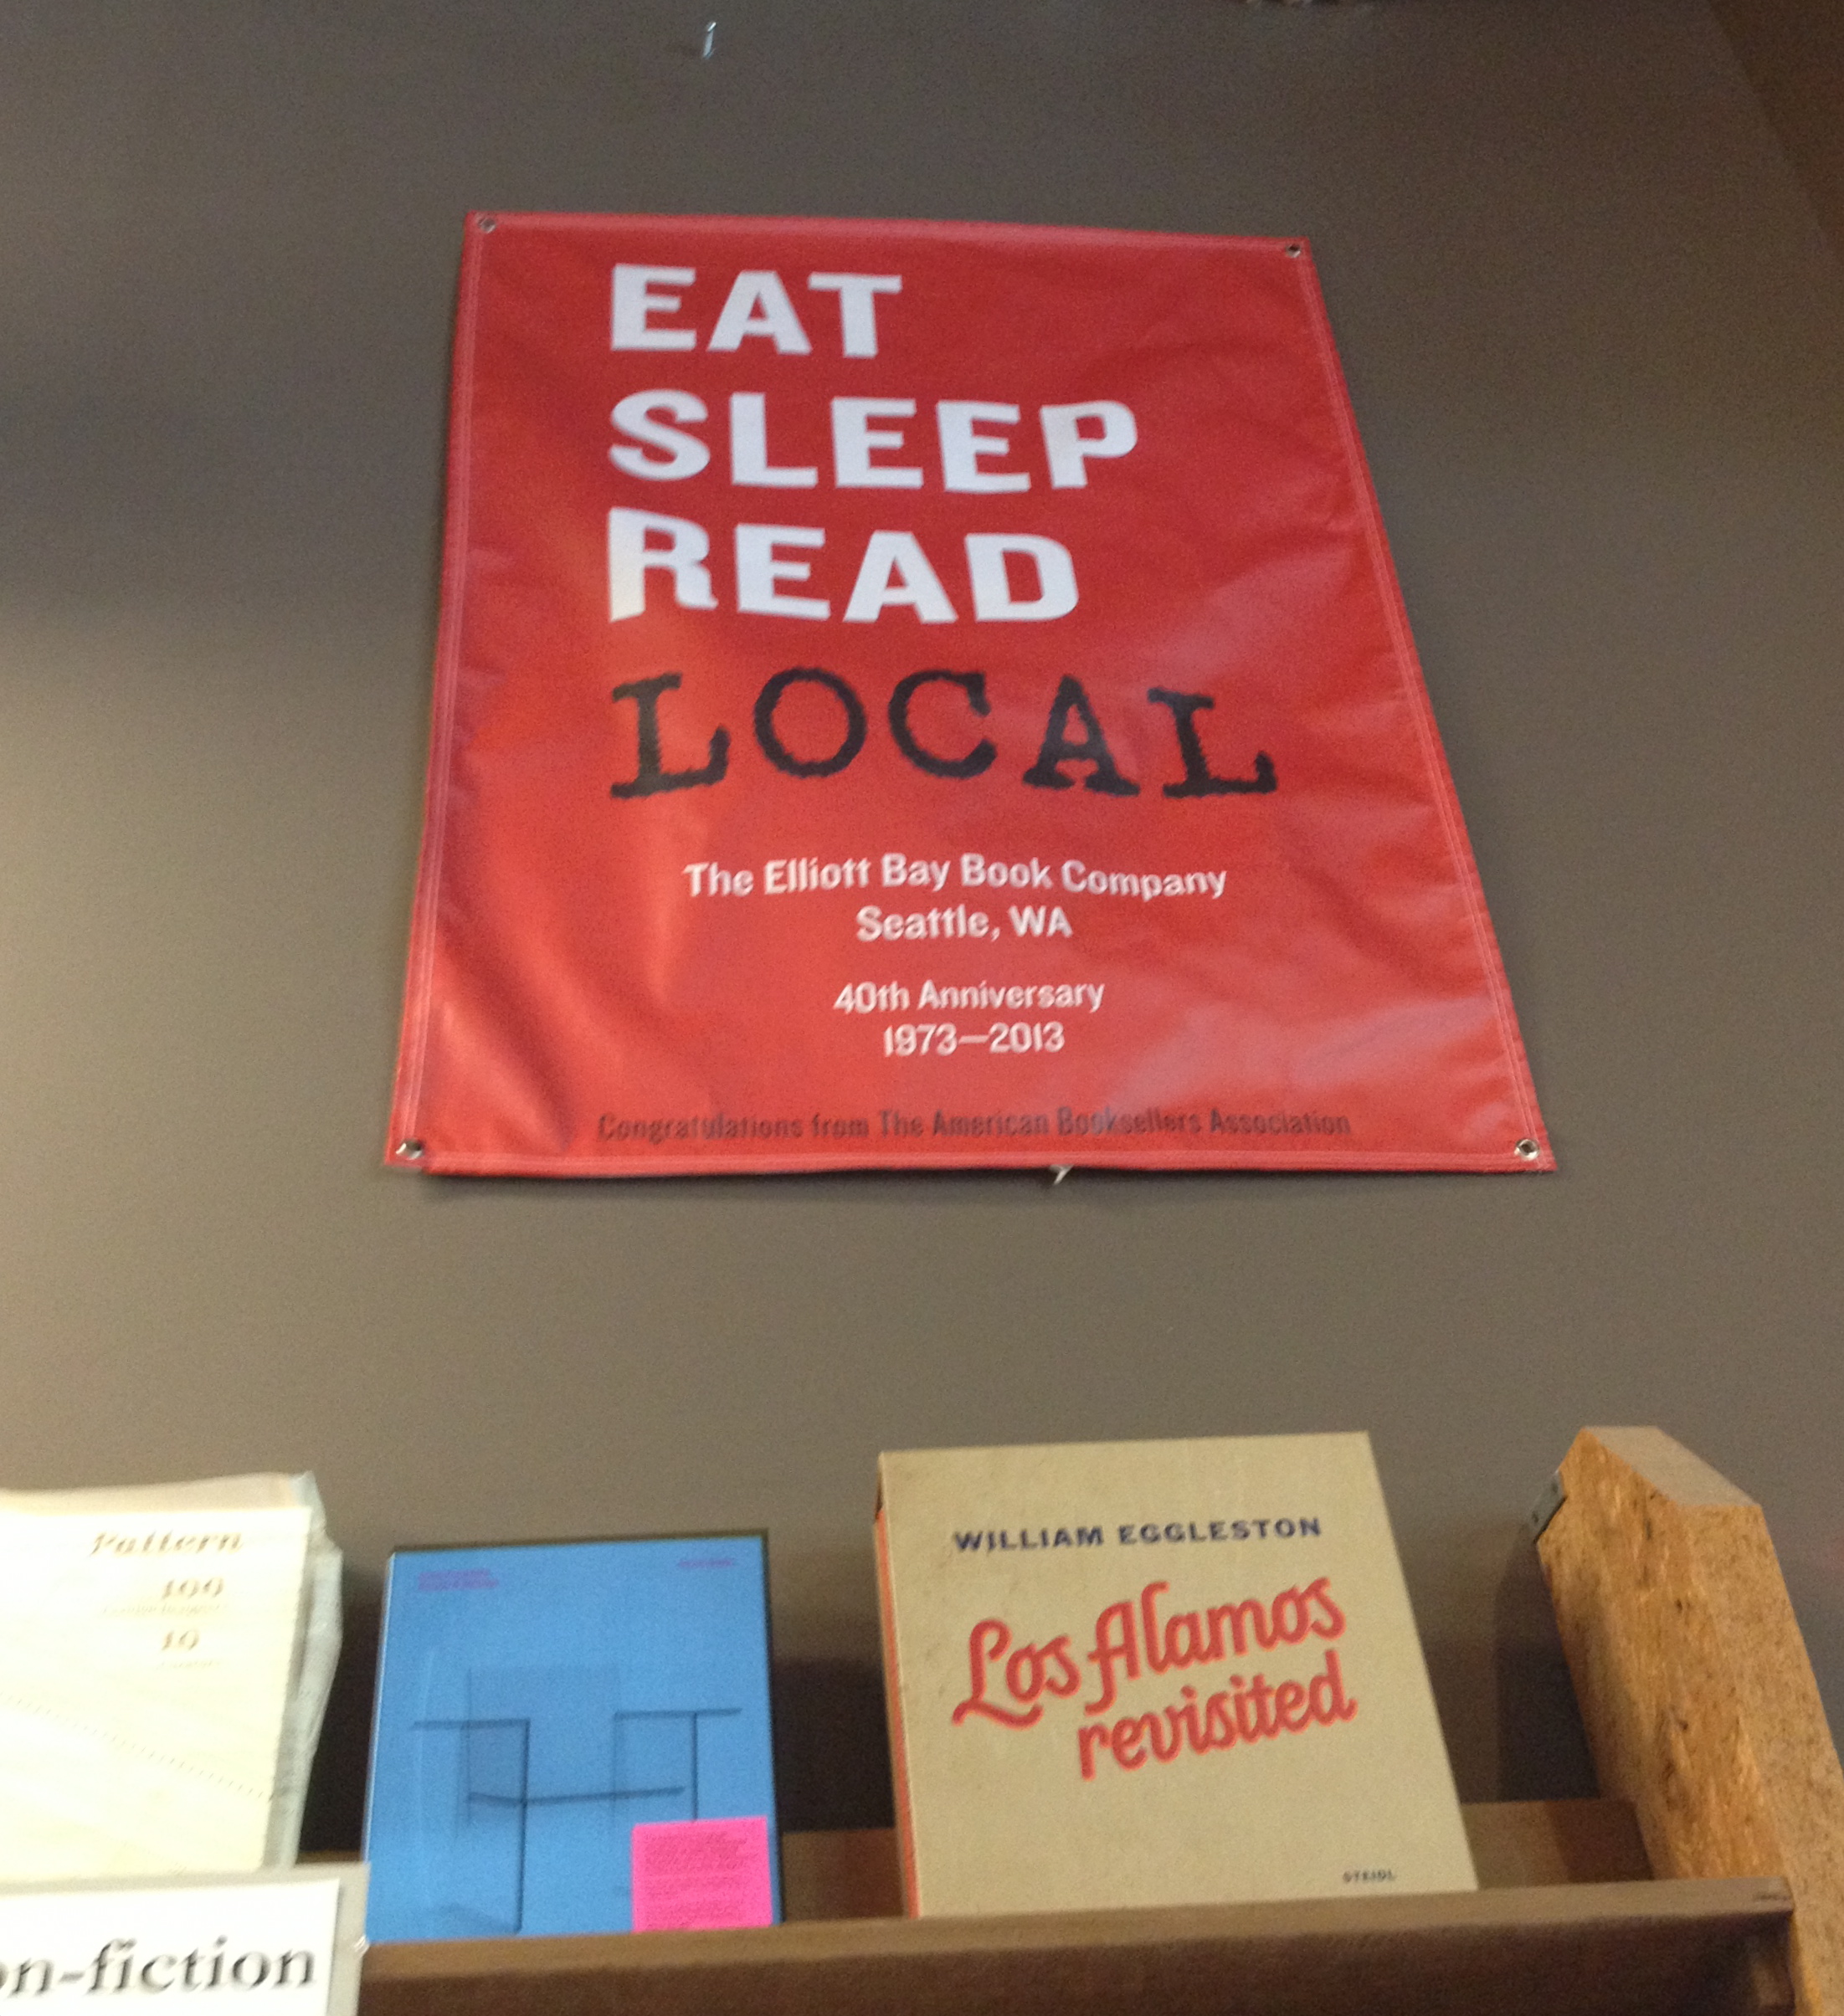 EAT
SLEEP
READ
LOCAL
The Elliott Bay Book Company
Seattle, WA
40th Anniversary
1973—2013
Congratulations from The American Booksellers Association
Pattern
100
10
WILLIAM EGGLESTON
Los Alamos
revisited
STEIDL
on-fiction